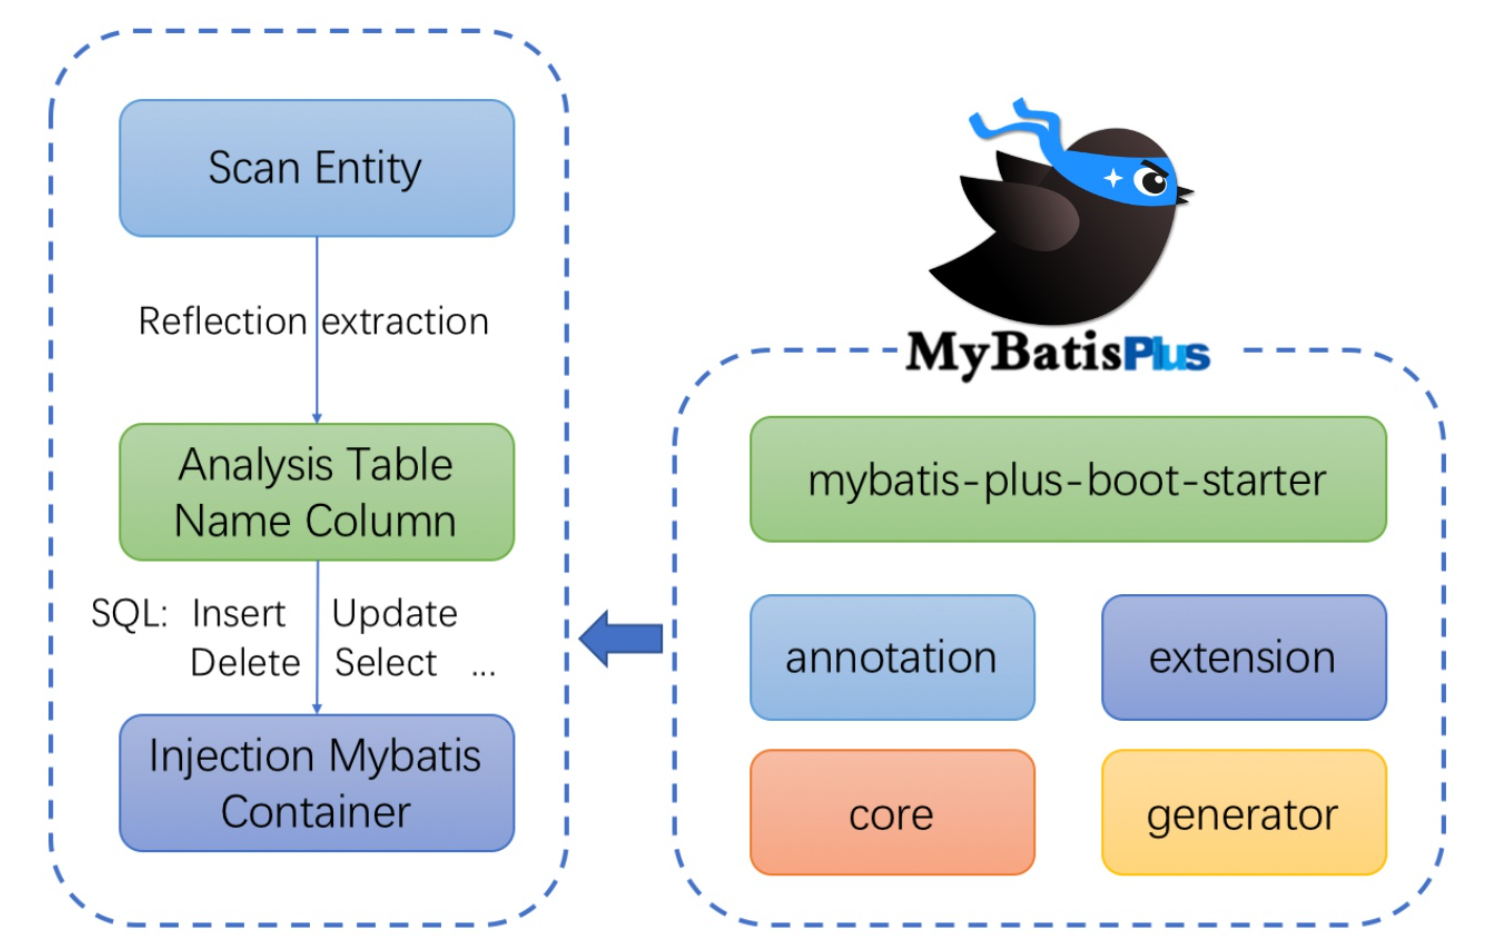 Scan Entity
Reflection extraction
Analysis Table
Name Column
SQL: Insert Update
Delete Select ...
Injection Mybatis
Container
MyBatisPlus
mybatis-plus-boot-starter
annotation
extension
core
generator